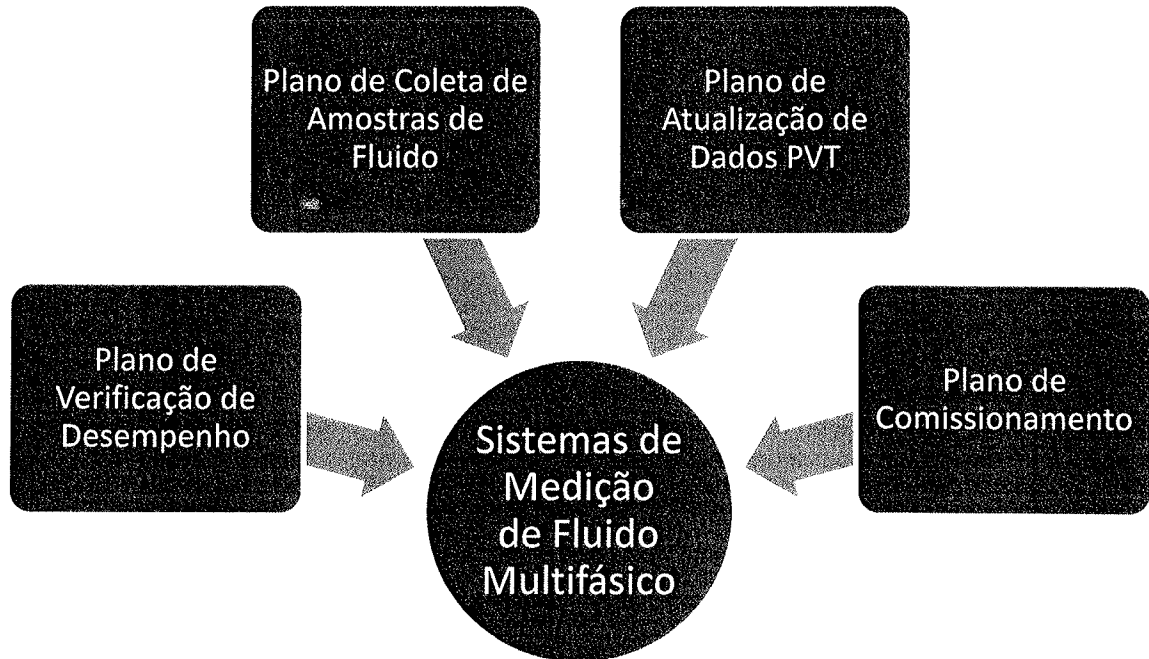 Plano de Coleta de
Amostras de
Fluido
Plano de
Atualização de
Dados PVT
Plano de
Verificação de
Desempenho
Plano de
Comissionamento
Sistemas de
Medição
de Fluido
Multifásico